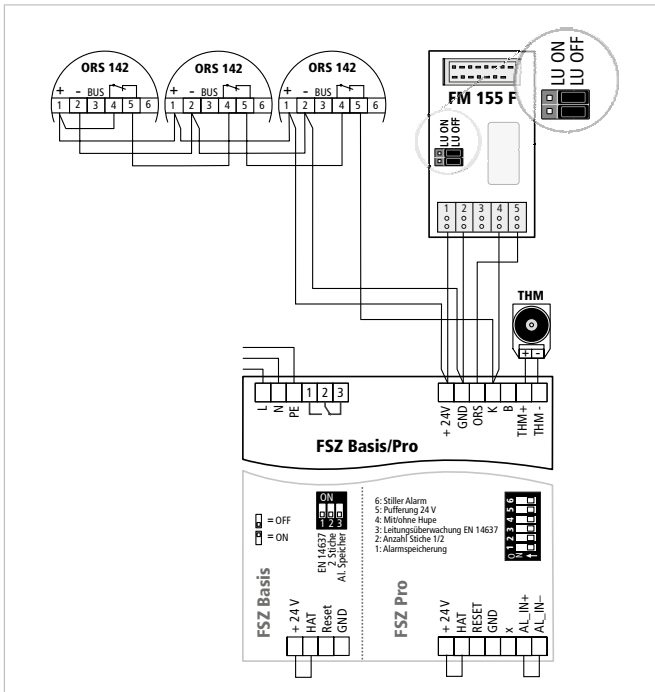 ORS 142
+ - BUS
1 2 3 4 5 6
ORS 142
+ - BUS
1 2 3 4 5 6
ORS 142
+ - BUS
1 2 3 4 5 6
FM 155 F
LU ON
LU OFF
LU ON
LU OFF
1 2 3 4 5
THM
+ -
L
N
PE
1 2 3
+ 24V
GND
ORS
K
B
THM+
THM -
FSZ Basis/Pro
= OFF
= ON
ON
1 2 3
EN 14637
2 Stiche
Al. Speicher
FSZ Basis
+ 24 V
HAT
Reset
GND
6: Stiller Alarm
5: Pufferung 24 V
4: Mit/ohne Hupe
3: Leitungsüberwachung EN 14637
2: Anzahl Stiche 1/2
1: Alarmspeicherung
1 2 3 4 5 6
ON
FSZ Pro
+ 24 V
HAT
RESET
GND
x
AL_IN+
AL_IN–